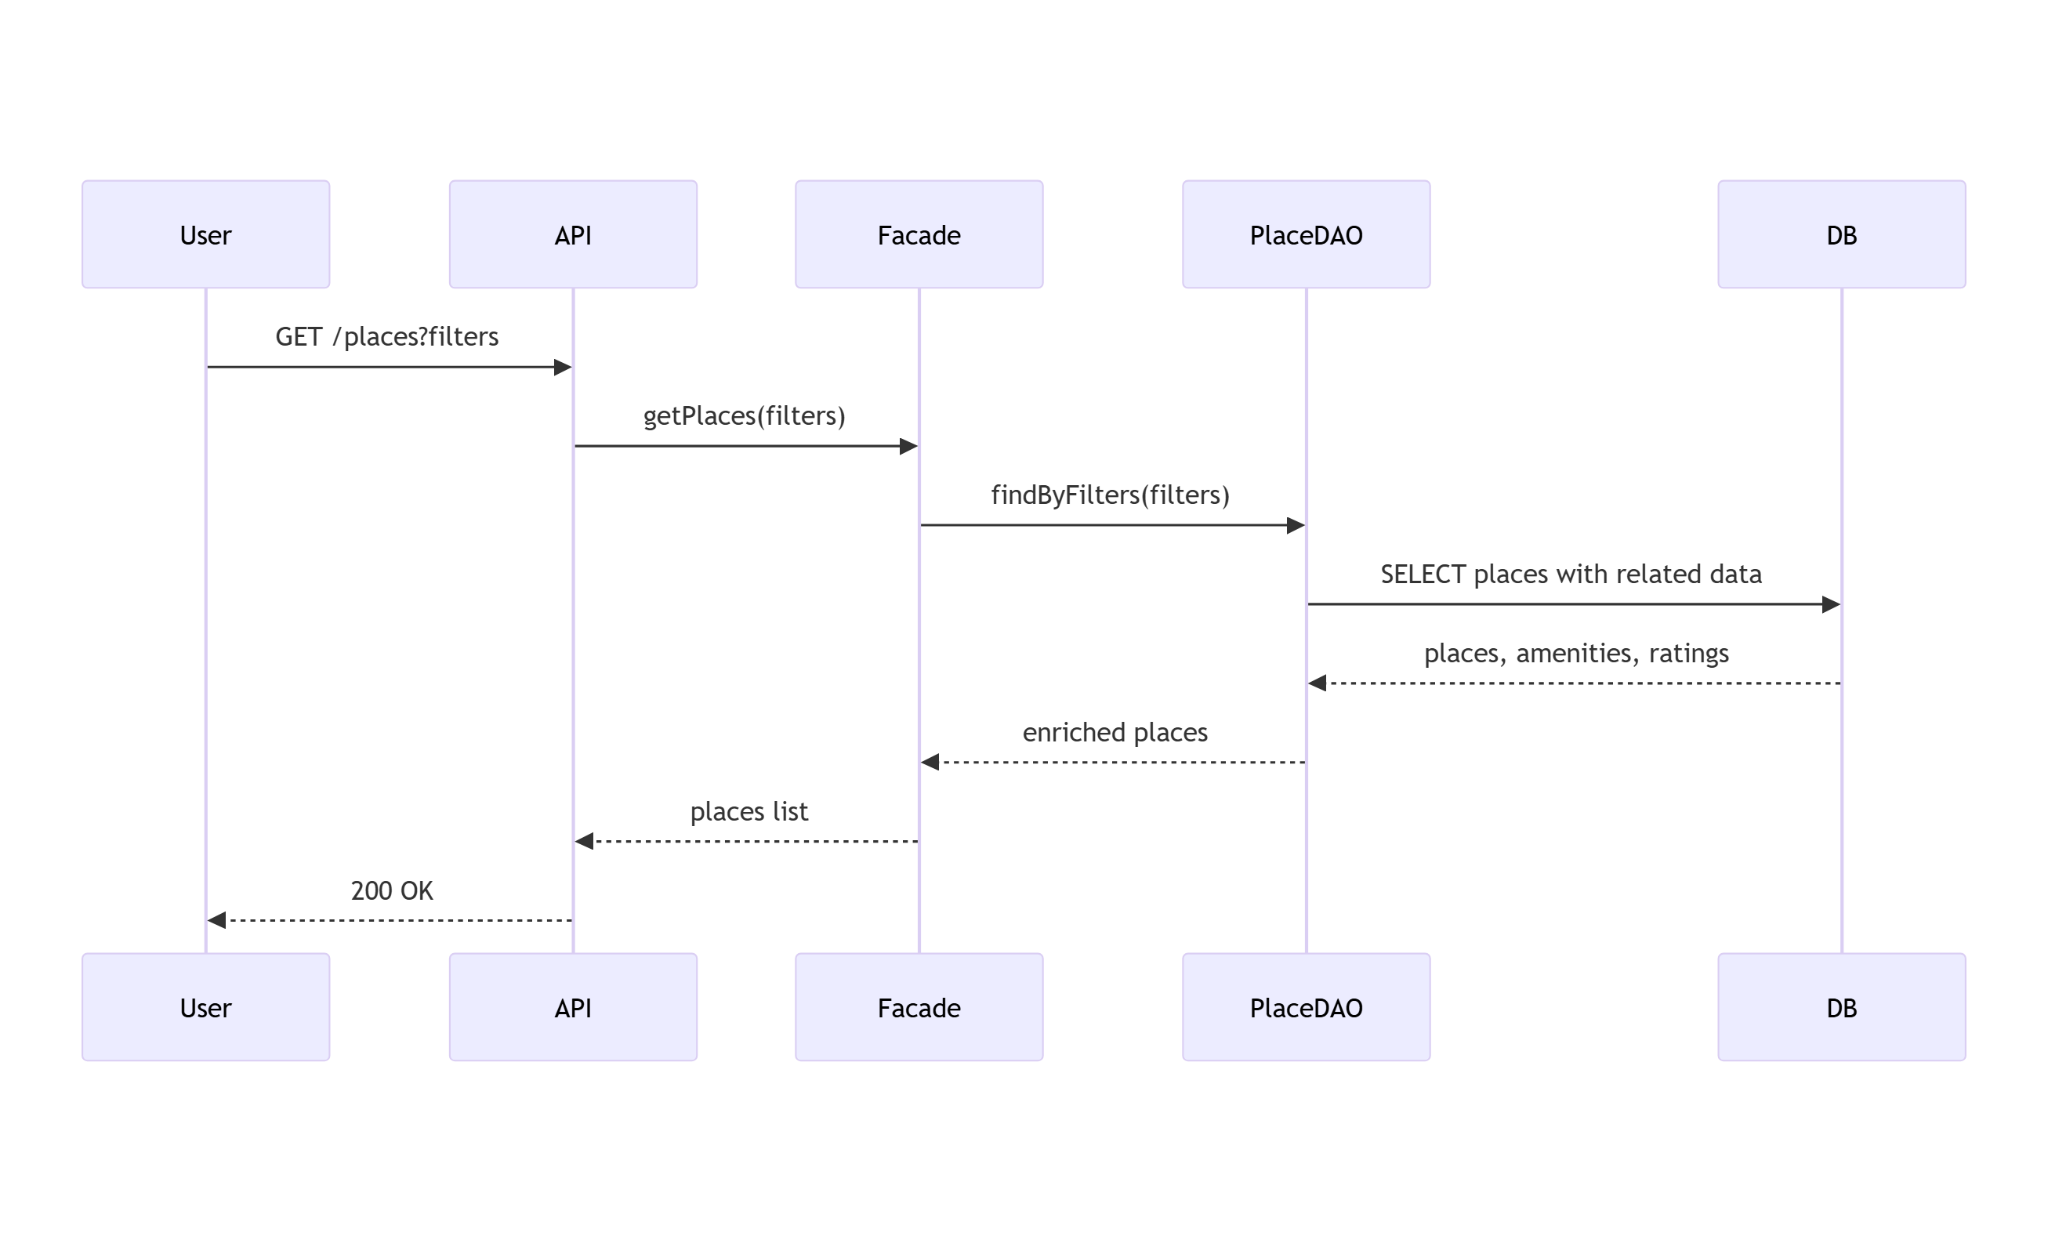 User
API
Facade
PlaceDAO
DB
GET /places?filters
getPlaces(filters)
findByFilters(filters)
SELECT places with related data
places, amenities, ratings
enriched places
places list
200 OK
User
API
Facade
PlaceDAO
DB